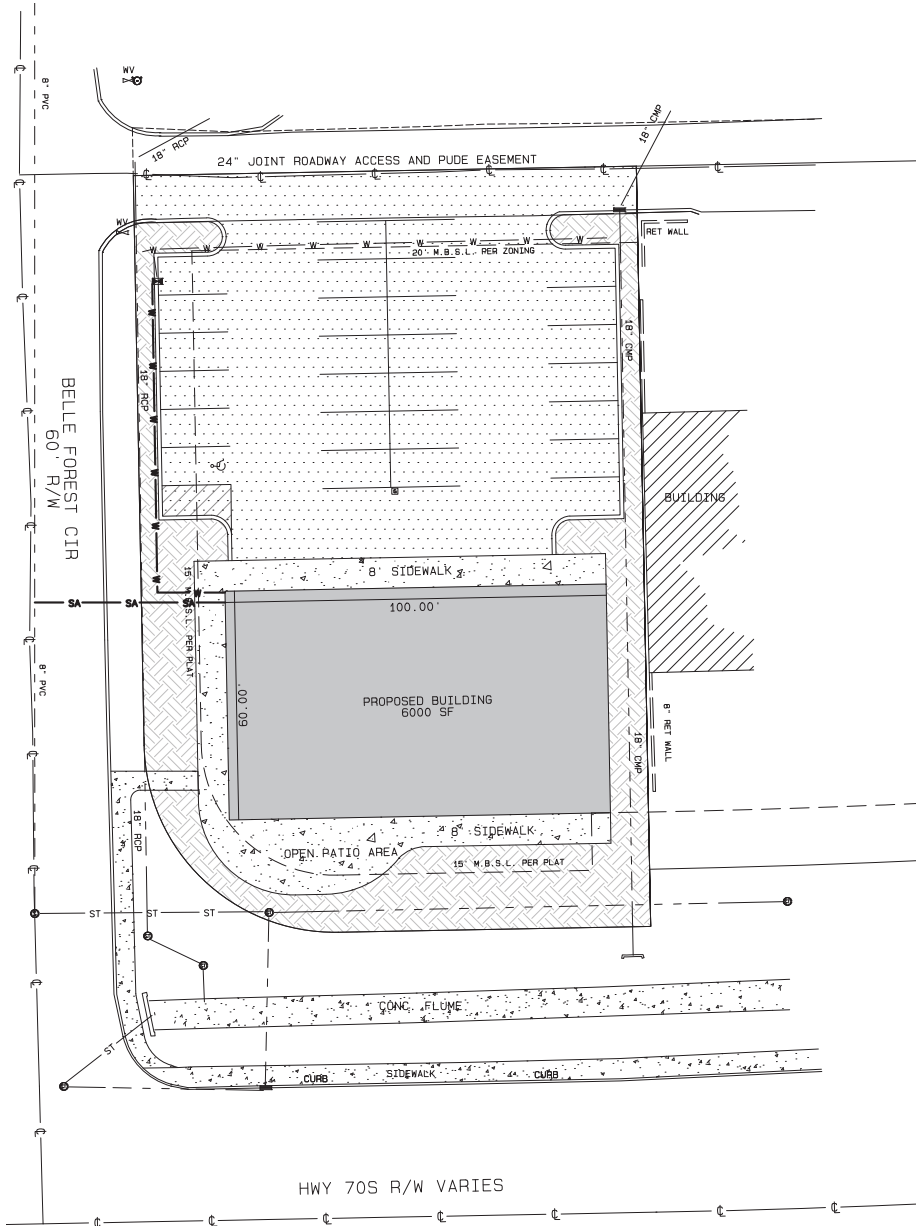 WV
8" PVC
18" RCP
18" CMP
24" JOINT ROADWAY ACCESS AND PUDE EASEMENT
WV
RET WALL
W W W W W W W W W
20' M.B.S.L. PER ZONING
W
18" CMP
W
18" RCP
W
BELLE FOREST CIR
60' R/W
W
W
BUILDING
W
8' SIDEWALK
15' M.B.S.L. PER PLAT
W
SA SA SA
100.00'
8" PVC
60.00'
PROPOSED BUILDING
6000 SF
8" RET WALL
18" CMP
18" RCP
8' SIDEWALK
OPEN PATIO AREA
15' M.B.S.L. PER PLAT
ST ST ST
CONC. FLUME
ST
CURB SIDEWALK CURB
HWY 70S R/W VARIES